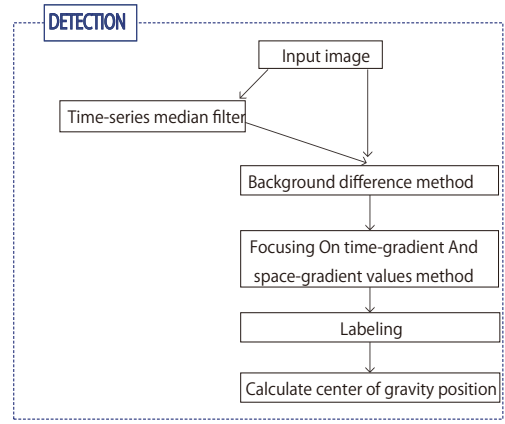 DETECTION
Input image
Time-series median filter
Background difference method
Focusing On time-gradient And
space-gradient values method
Labeling
Calculate center of gravity position